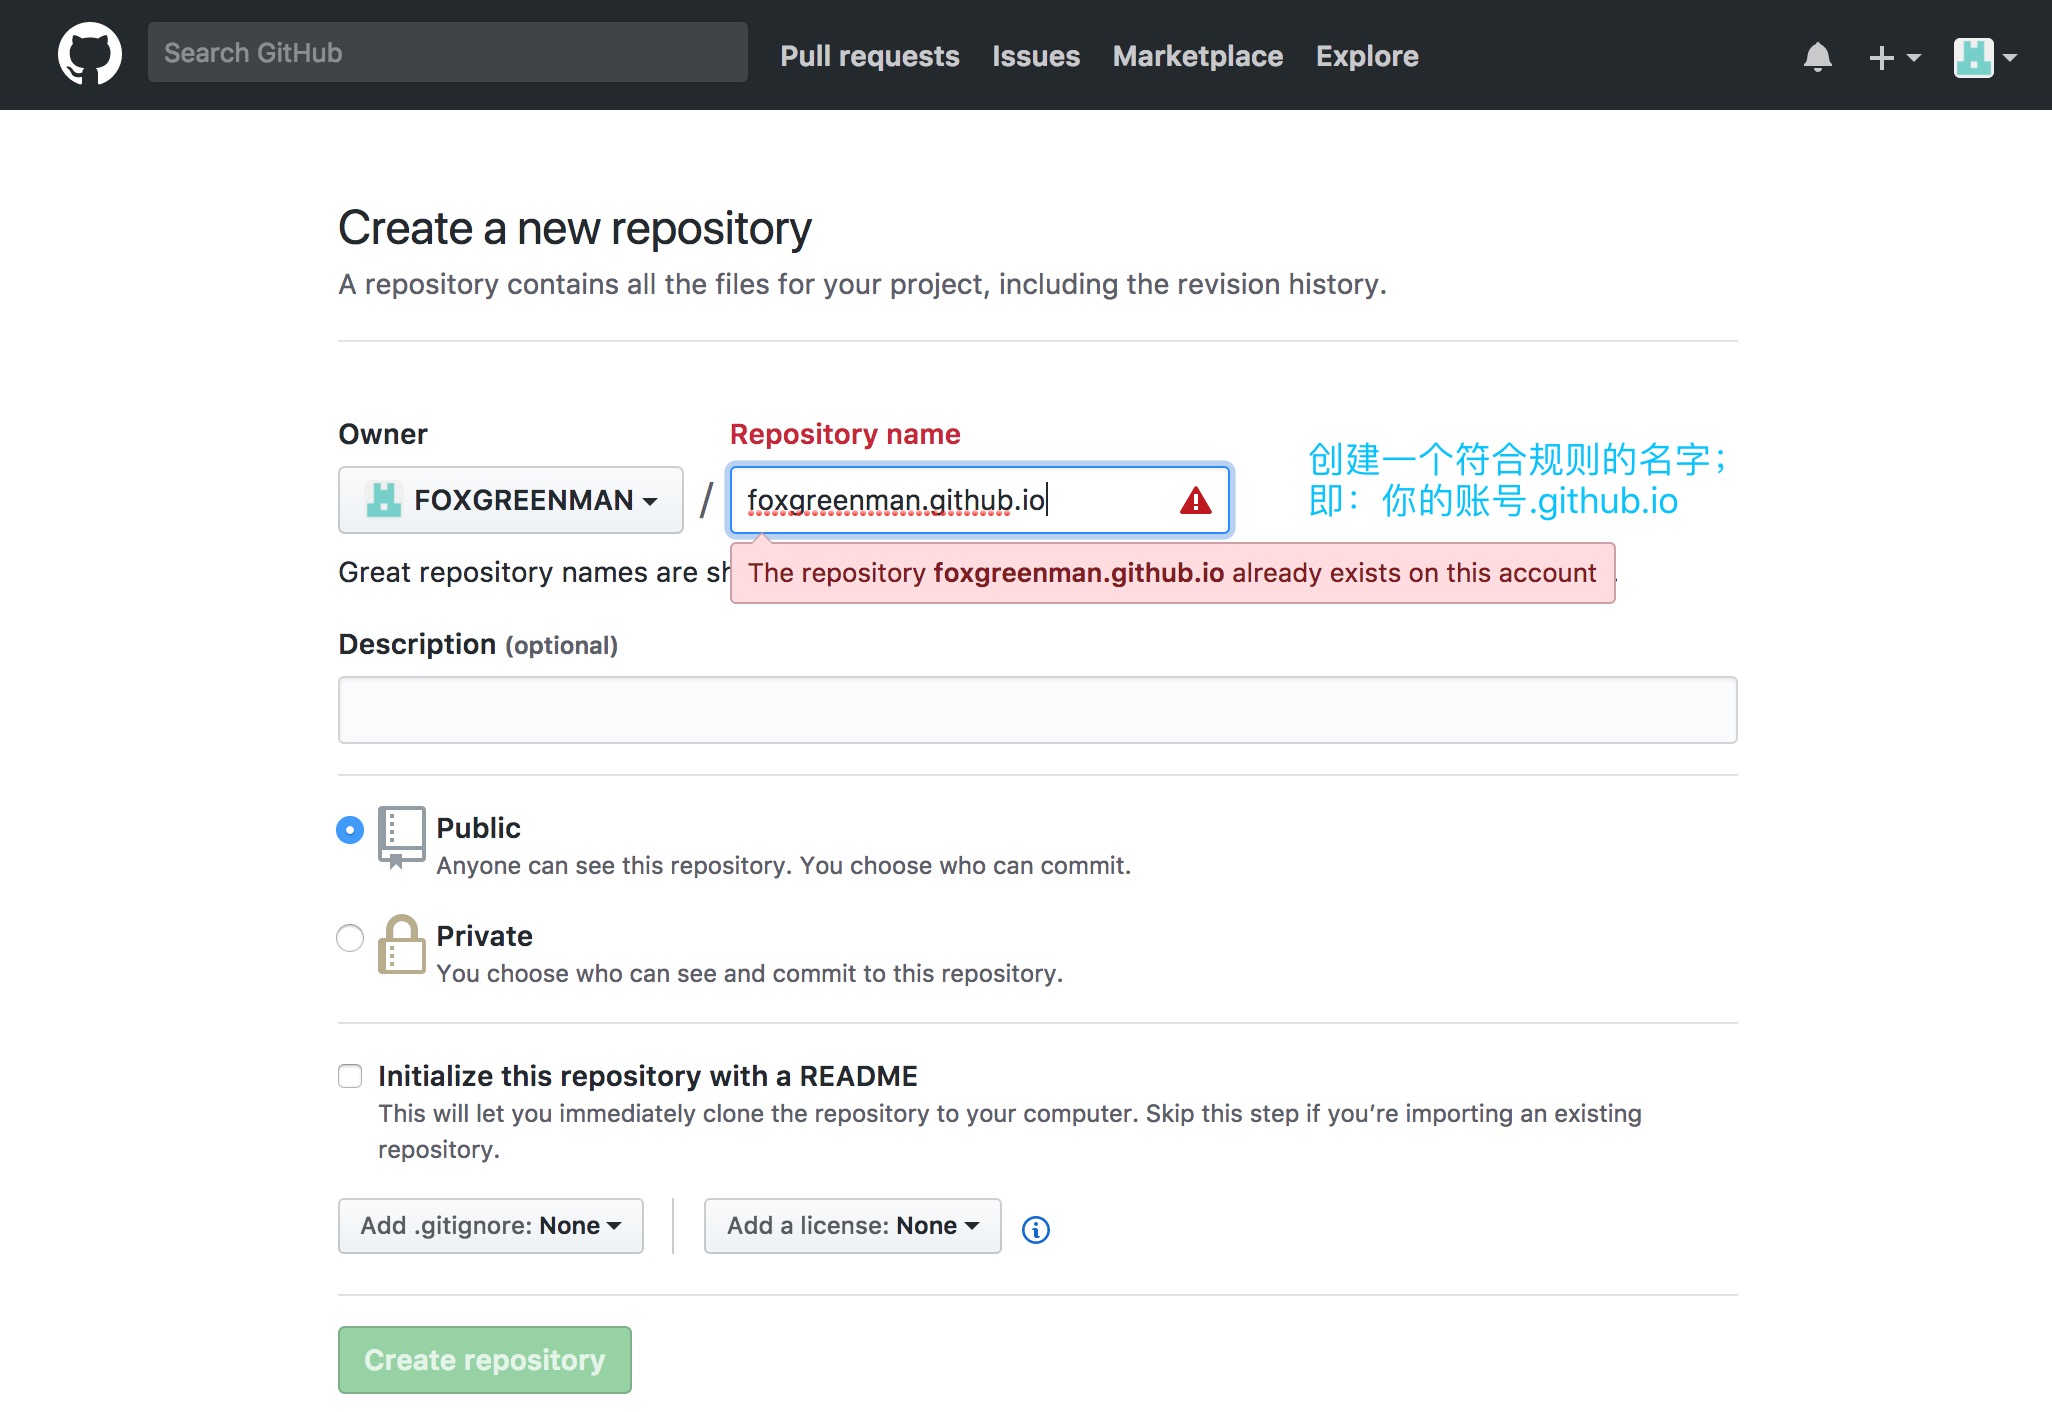 Search GitHub Pull requests Issues Marketplace Explore
Create a new repository
A repository contains all the files for your project, including the revision history.
Owner
Repository name
FOXGREENMAN / foxgreenman.github.io
创建一个符合规则的名字；
即：你的账号.github.io
Great repository names are sh
The repository foxgreenman.github.io already exists on this account
Description (optional)
Public
Anyone can see this repository. You choose who can commit.
Private
You choose who can see and commit to this repository.
Initialize this repository with a README
This will let you immediately clone the repository to your computer. Skip this step if you’re importing an existing
repository.
Add .gitignore: None
Add a license: None
Create repository